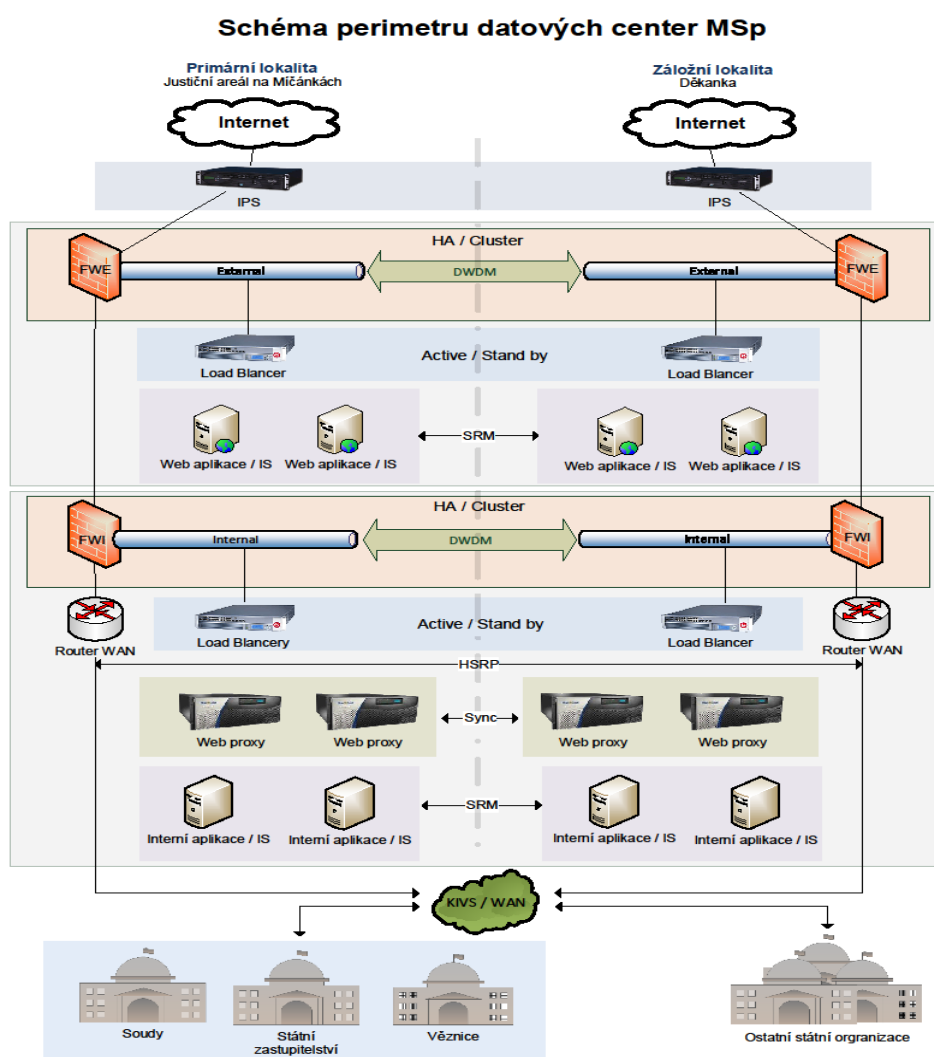 Schéma perimetru datových center MSp
Primární lokalita
Justiční areál na Míčánkách
Záložní lokalita
Děkanka
Internet
Internet
IPS
IPS
HA / Cluster
FWE
External
DWDM
External
FWE
Load Blancer
Active / Stand by
Load Blancer
Web aplikace / IS
Web aplikace / IS
SRM
Web aplikace / IS
Web aplikace / IS
HA / Cluster
FWI
Internal
DWDM
Internal
FWI
Router WAN
Load Blancery
Active / Stand by
Load Blancer
Router WAN
HSRP
Web proxy
Web proxy
Sync
Web proxy
Web proxy
Interní aplikace / IS
Interní aplikace / IS
SRM
Interní aplikace / IS
Interní aplikace / IS
KIVS / WAN
Soudy
Státní
zastupitelství
Věznice
Ostatní státní orgranizace